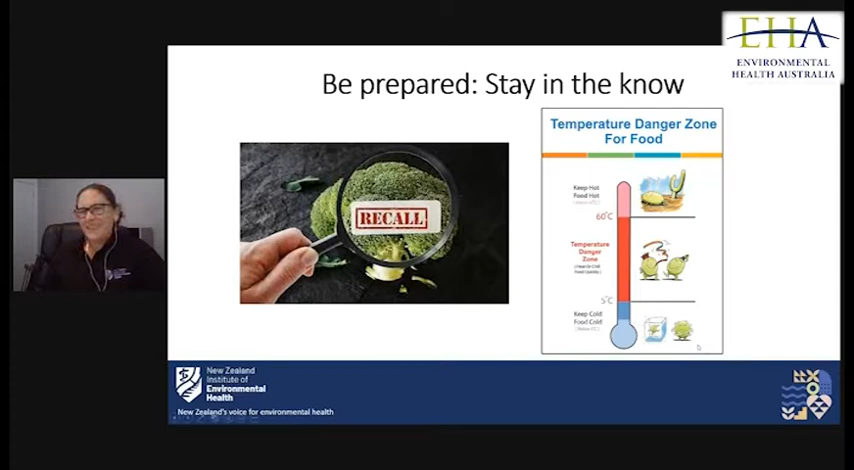 EHA
ENVIRONMENTAL
HEALTH AUSTRALIA
Be prepared: Stay in the know
RECALL
Temperature Danger Zone
For Food
Keep Hot
Food Hot
60°C
Temperature
Danger
Zone
5°C
Keep Cold
Food Cold
New Zealand
Institute of
Environmental
Health
New Zealand's voice for environmental health